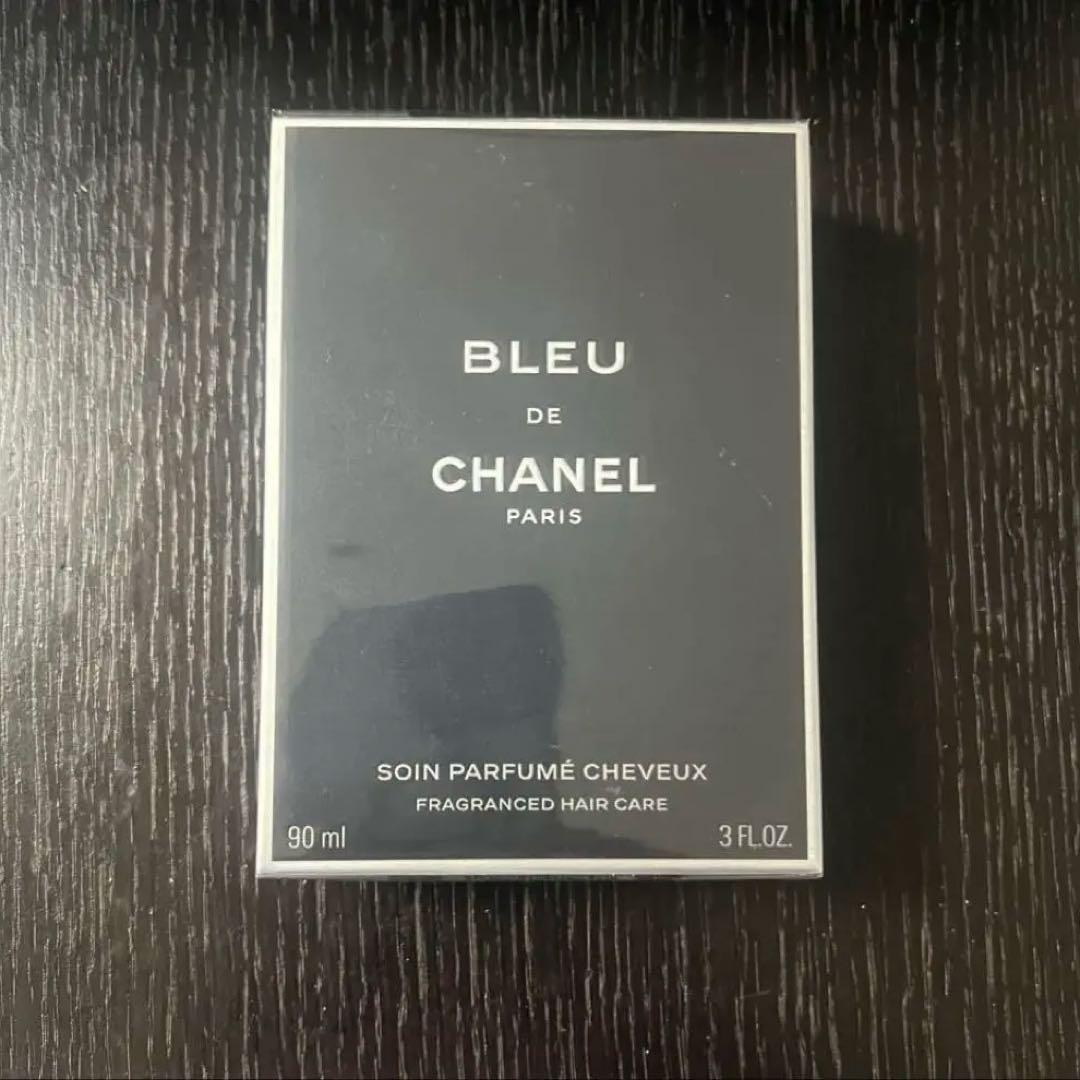 BLEU
DE
CHANEL
PARIS
SOIN PARFUMÉ CHEVEUX
FRAGRANCED HAIR CARE
90 ml 3 FL.OZ.